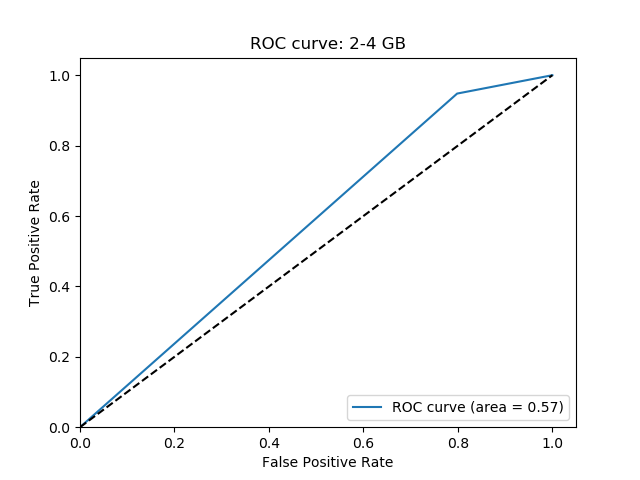 ROC curve: 2-4 GB
True Positive Rate
1.0
0.8
0.6
0.4
0.2
0.0
0.0 0.2 0.4 0.6 0.8 1.0
False Positive Rate
ROC curve (area = 0.57)